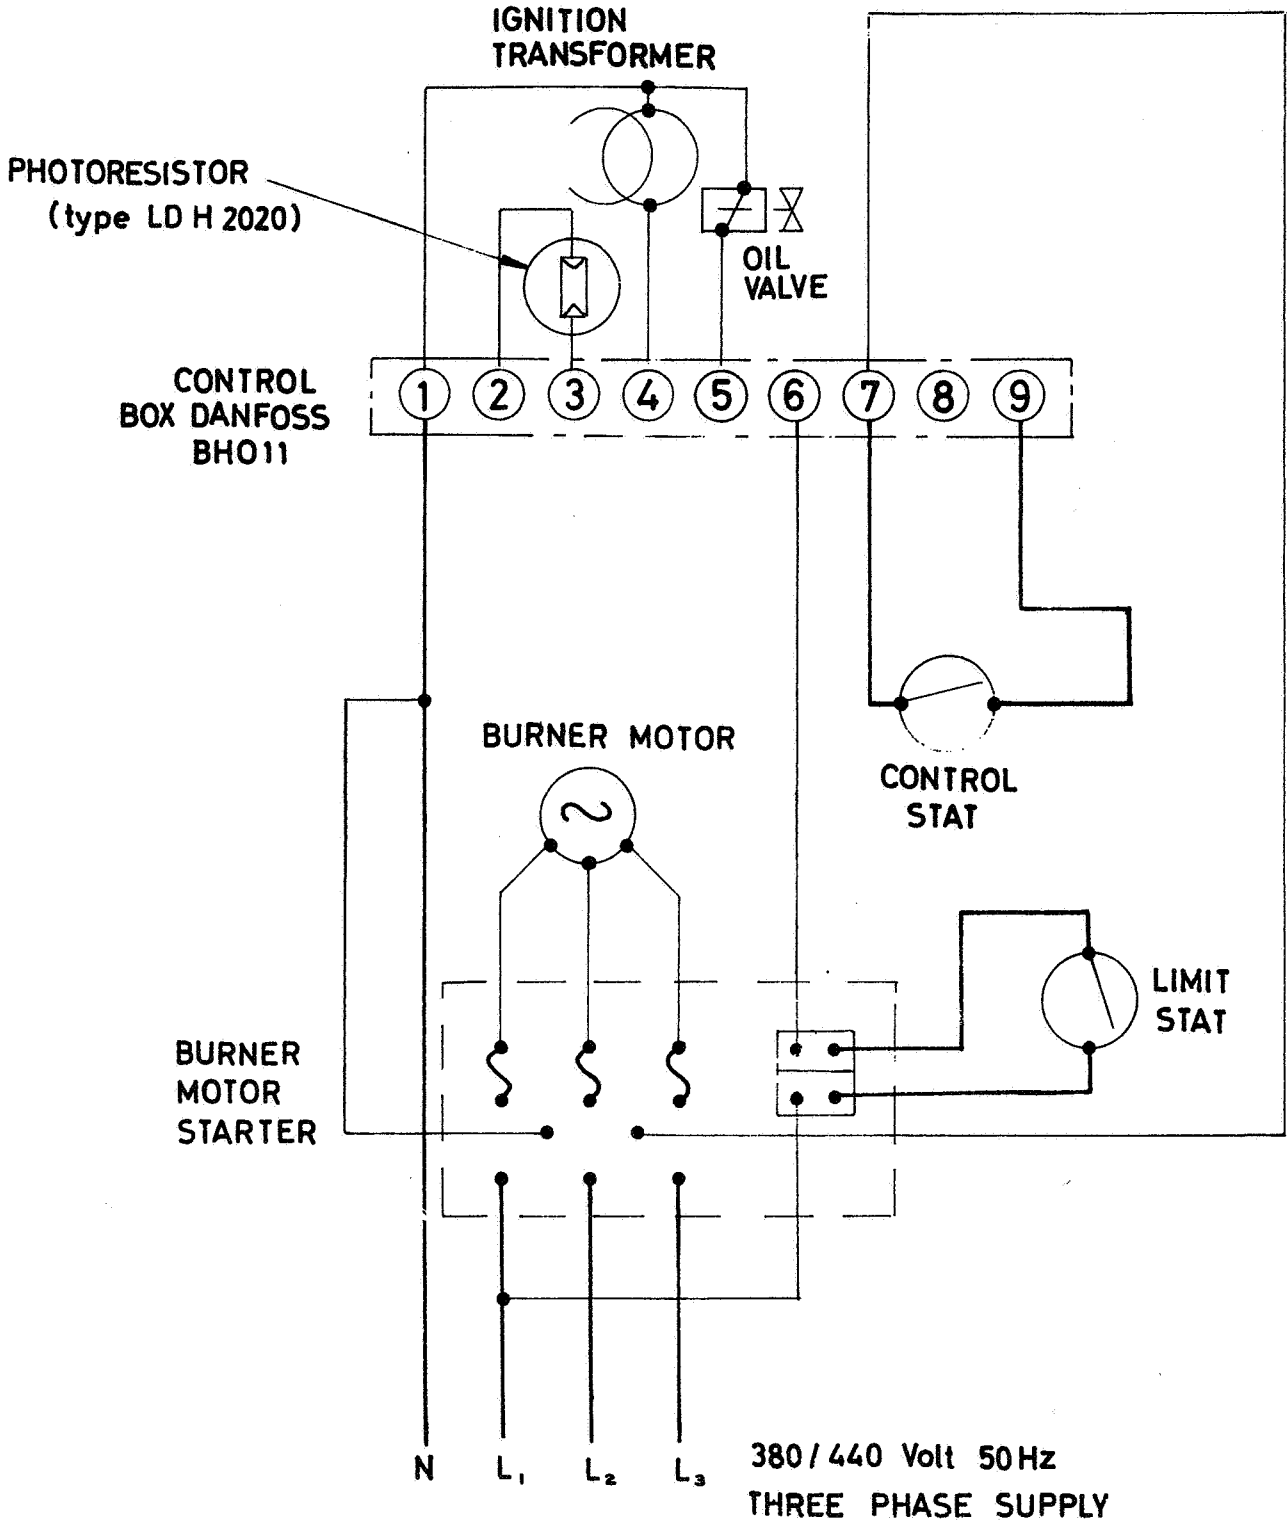 IGNITION
TRANSFORMER
PHOTORESISTOR
(type LD H 2020)
OIL
VALVE
CONTROL
BOX DANFOSS
BHO11
1 2 3 4 5 6 7 8 9
BURNER MOTOR
CONTROL
STAT
LIMIT
STAT
BURNER
MOTOR
STARTER
N L1 L2 L3
380/440 Volt 50Hz
THREE PHASE SUPPLY